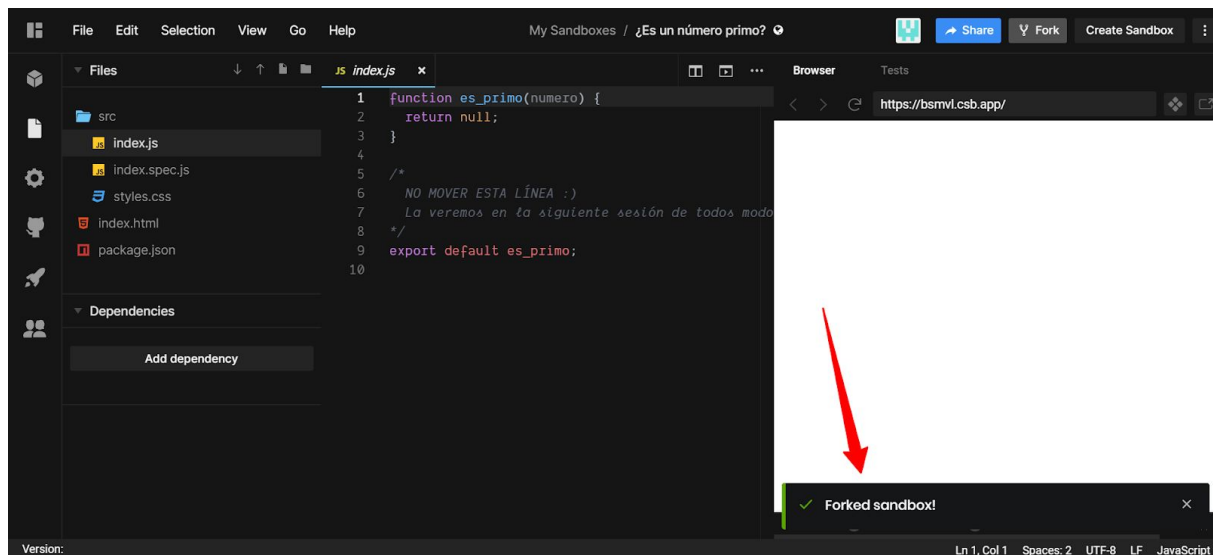 File Edit Selection View Go Help My Sandboxes / ¿Es un número primo? Share Fork Create Sandbox
Files
JS index.js
Browser Tests
https://bsmvl.csb.app/
src
index.js
index.spec.js
styles.css
index.html
package.json
Dependencies
Add dependency
1 function es_primo(numero) {
2 return null;
3 }
4
5 /*
6 NO MOVER ESTA LÍNEA :)
7 La veremos en la siguiente sesión de todos modo
8 */
9 export default es_primo;
10
Forked sandbox!
Version: Ln 1, Col 1 Spaces: 2 UTF-8 LF JavaScript